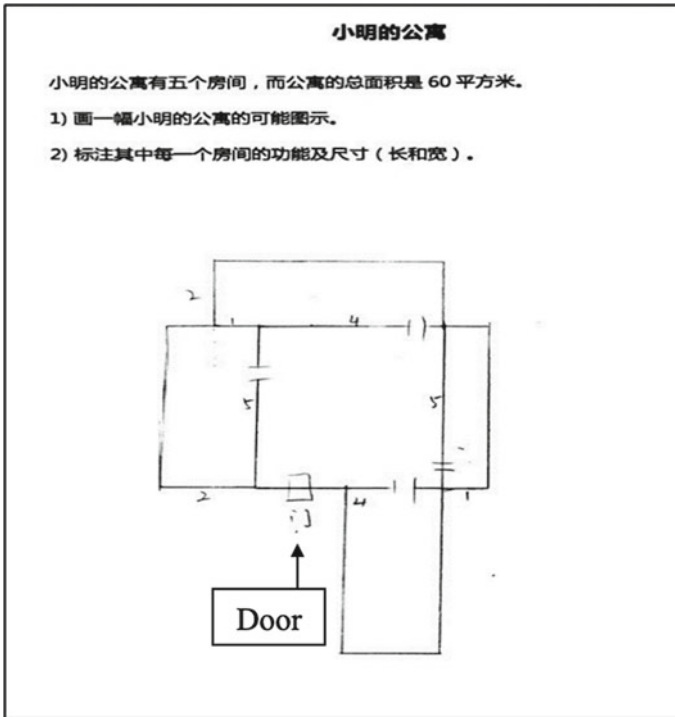 小明的公寓
小明的公寓有五个房间，而公寓的总面积是 60 平方米。
1) 画一幅小明的公寓的可能图示。
2) 标注其中每一个房间的功能及尺寸（长和宽）。
2
1 4
5 5
2 4 1
门
Door